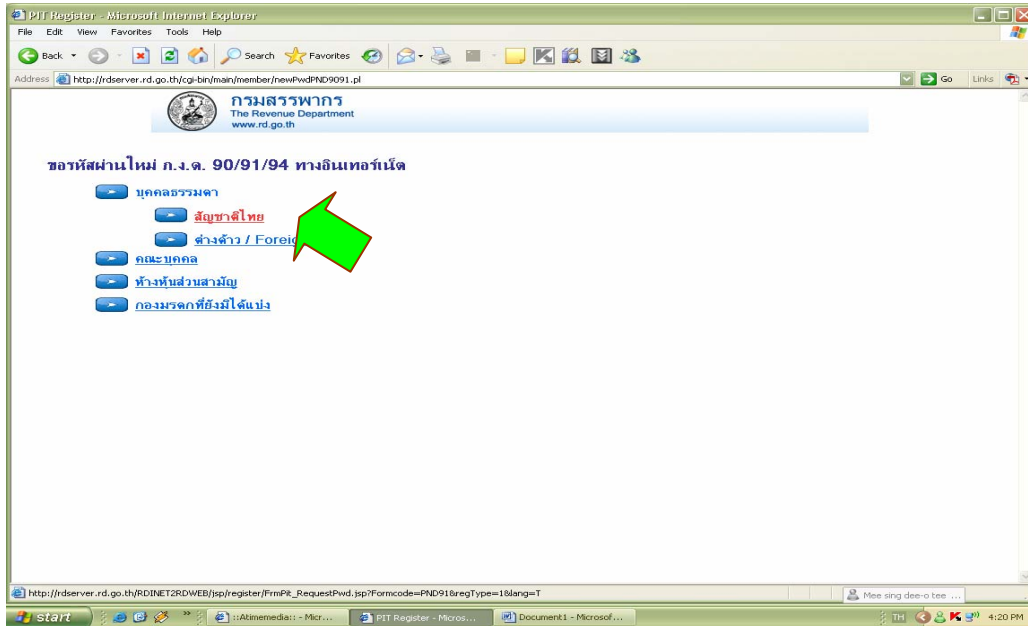 PIT Register - Microsoft Internet Explorer
File Edit View Favorites Tools Help
Back Search Favorites
Address http://rdserver.rd.go.th/cgi-bin/main/member/newPwdPND9091.pl Go Links
กรมสรรพากร
The Revenue Department
www.rd.go.th
ขอรหัสผ่านใหม่ ภ.ง.ด. 90/91/94 ทางอินเทอร์เน็ต
บุคคลธรรมดา
สัญชาติไทย
ต่างด้าว / Foreig
คณะบุคคล
ห้างหุ้นส่วนสามัญ
กองมรดกที่ยังมิได้แบ่ง
http://rdserver.rd.go.th/RDINET2RDWEB/jsp/register/FrmPit_RequestPwd.jsp?Formcode=PND91&regType=1&lang=T
Mee sing dee-o tee ...
start ::Atimemedia:: - Micr... PIT Register - Micros... Document1 - Microsof... TH 4:20 PM